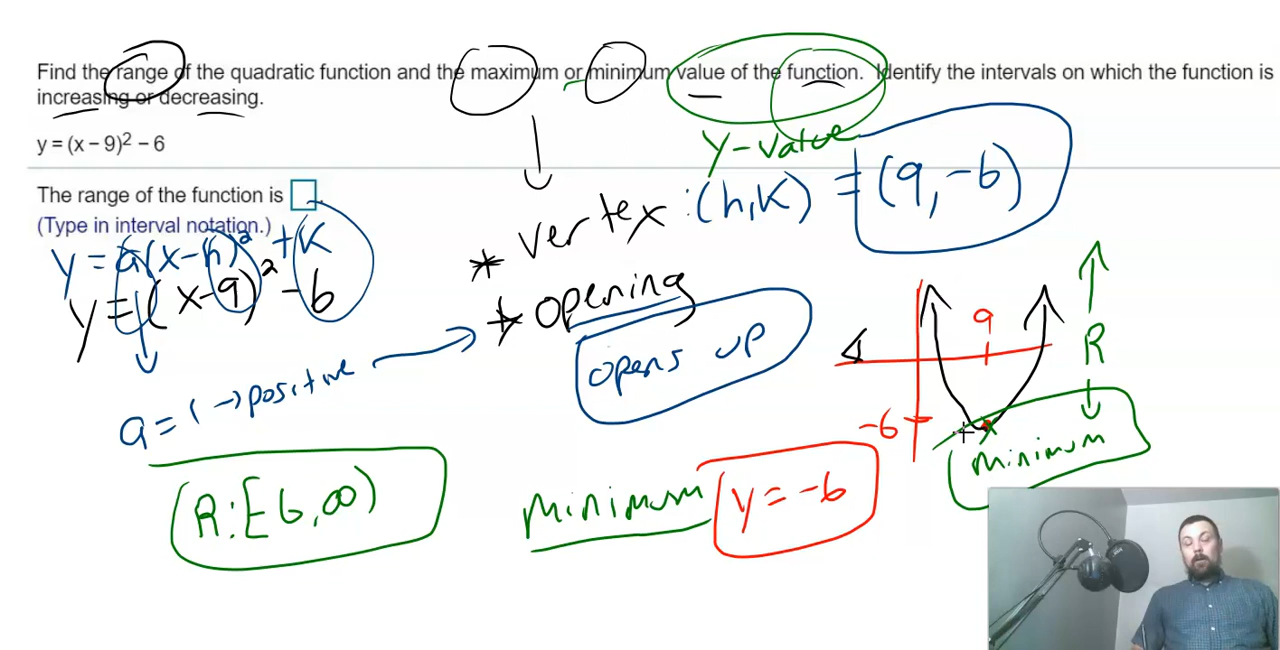 Find the range of the quadratic function and the maximum or minimum value of the function. Identify the intervals on which the function is
increasing or decreasing.
y = (x − 9)² − 6
y-value
The range of the function is
(Type in interval notation.)
* vertex : (h,k) = (9,-6)
y = a(x-h)² + k
y = 1(x-9)² - 6
* opening
opens up
9
R
-6
a = 1 → positive
minimum
R: [-6, ∞)
minimum y = -6